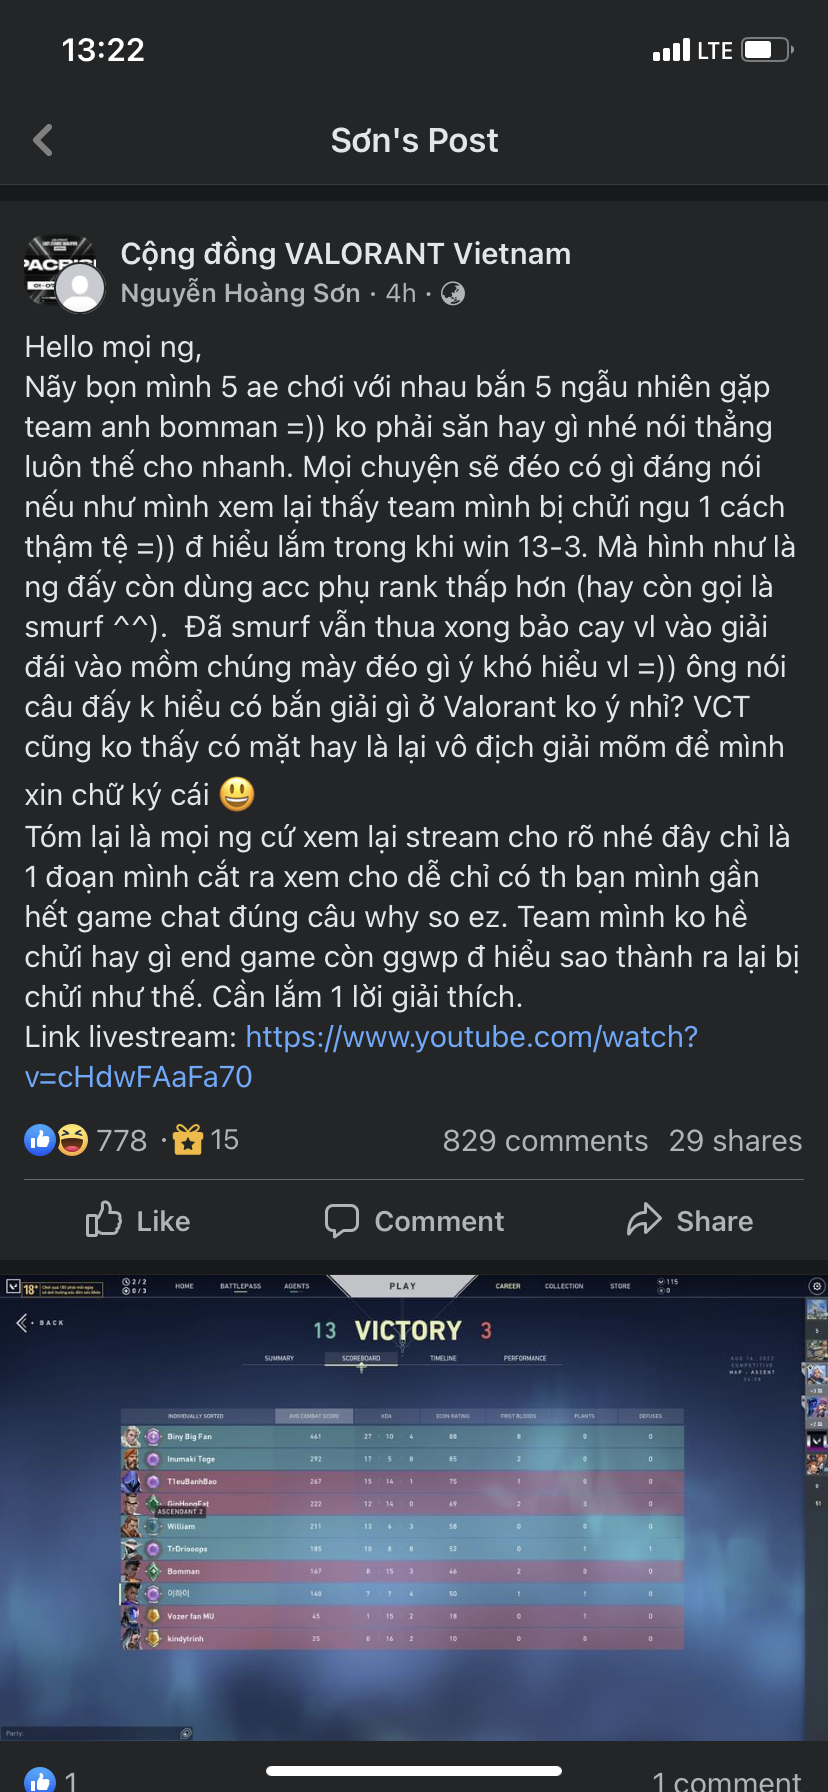 13:22
LTE
Sơn's Post
Cộng đồng VALORANT Vietnam
Nguyễn Hoàng Sơn · 4h ·
Hello mọi ng,
Nãy bọn mình 5 ae chơi với nhau bắn 5 ngẫu nhiên gặp
team anh bomman =)) ko phải săn hay gì nhé nói thẳng
luôn thế cho nhanh. Mọi chuyện sẽ đéo có gì đáng nói
nếu như mình xem lại thấy team mình bị chửi ngu 1 cách
thậm tệ =)) đ hiểu lắm trong khi win 13-3. Mà hình như là
ng đấy còn dùng acc phụ rank thấp hơn (hay còn gọi là
smurf ^^).  Đã smurf vẫn thua xong bảo cay vl vào giải
đái vào mồm chúng mày đéo gì ý khó hiểu vl =)) ông nói
câu đấy k hiểu có bắn giải gì ở Valorant ko ý nhỉ? VCT
cũng ko thấy có mặt hay là lại vô địch giải mõm để mình
xin chữ ký cái 😃
Tóm lại là mọi ng cứ xem lại stream cho rõ nhé đây chỉ là
1 đoạn mình cắt ra xem cho dễ chỉ có th bạn mình gần
hết game chat đúng câu why so ez. Team mình ko hề
chửi hay gì end game còn ggwp đ hiểu sao thành ra lại bị
chửi như thế. Cần lắm 1 lời giải thích.
Link livestream: https://www.youtube.com/watch?
v=cHdwFAaFa70
778 · 15 829 comments 29 shares
Like Comment Share
18+ 2/2 0/3 HOME BATTLEPASS AGENTS PLAY CAREER COLLECTION STORE 115 0
BACK
13 VICTORY 3
SUMMARY SCOREBOARD TIMELINE PERFORMANCE
COMPETITIVE
MAP - ASCENT
INDIVIDUALLY SORTED AVG COMBAT SCORE KDA ECON RATING FIRST BLOODS PLANTS DEFUSES
Biny Big Fan 461 27 10 4 88 8 0 0
Inumaki Toge 292 17 5 8 85 2 0 0
T1euBanhBao 267 15 14 1 75 1 0 0
GinHongFat 222 12 14 0 69 2 3 0
ASCENDANT 2
William 211 13 6 3 58 0 0 0
TrDriooops 185 10 8 8 52 0 1 1
Bomman 167 8 15 3 46 2 0 0
이하이 140 7 7 4 50 1 1 0
Vozer fan MU 45 1 15 2 18 0 1 0
kindytrinh 25 0 16 2 10 0 0 0
Party:
1 1 comment